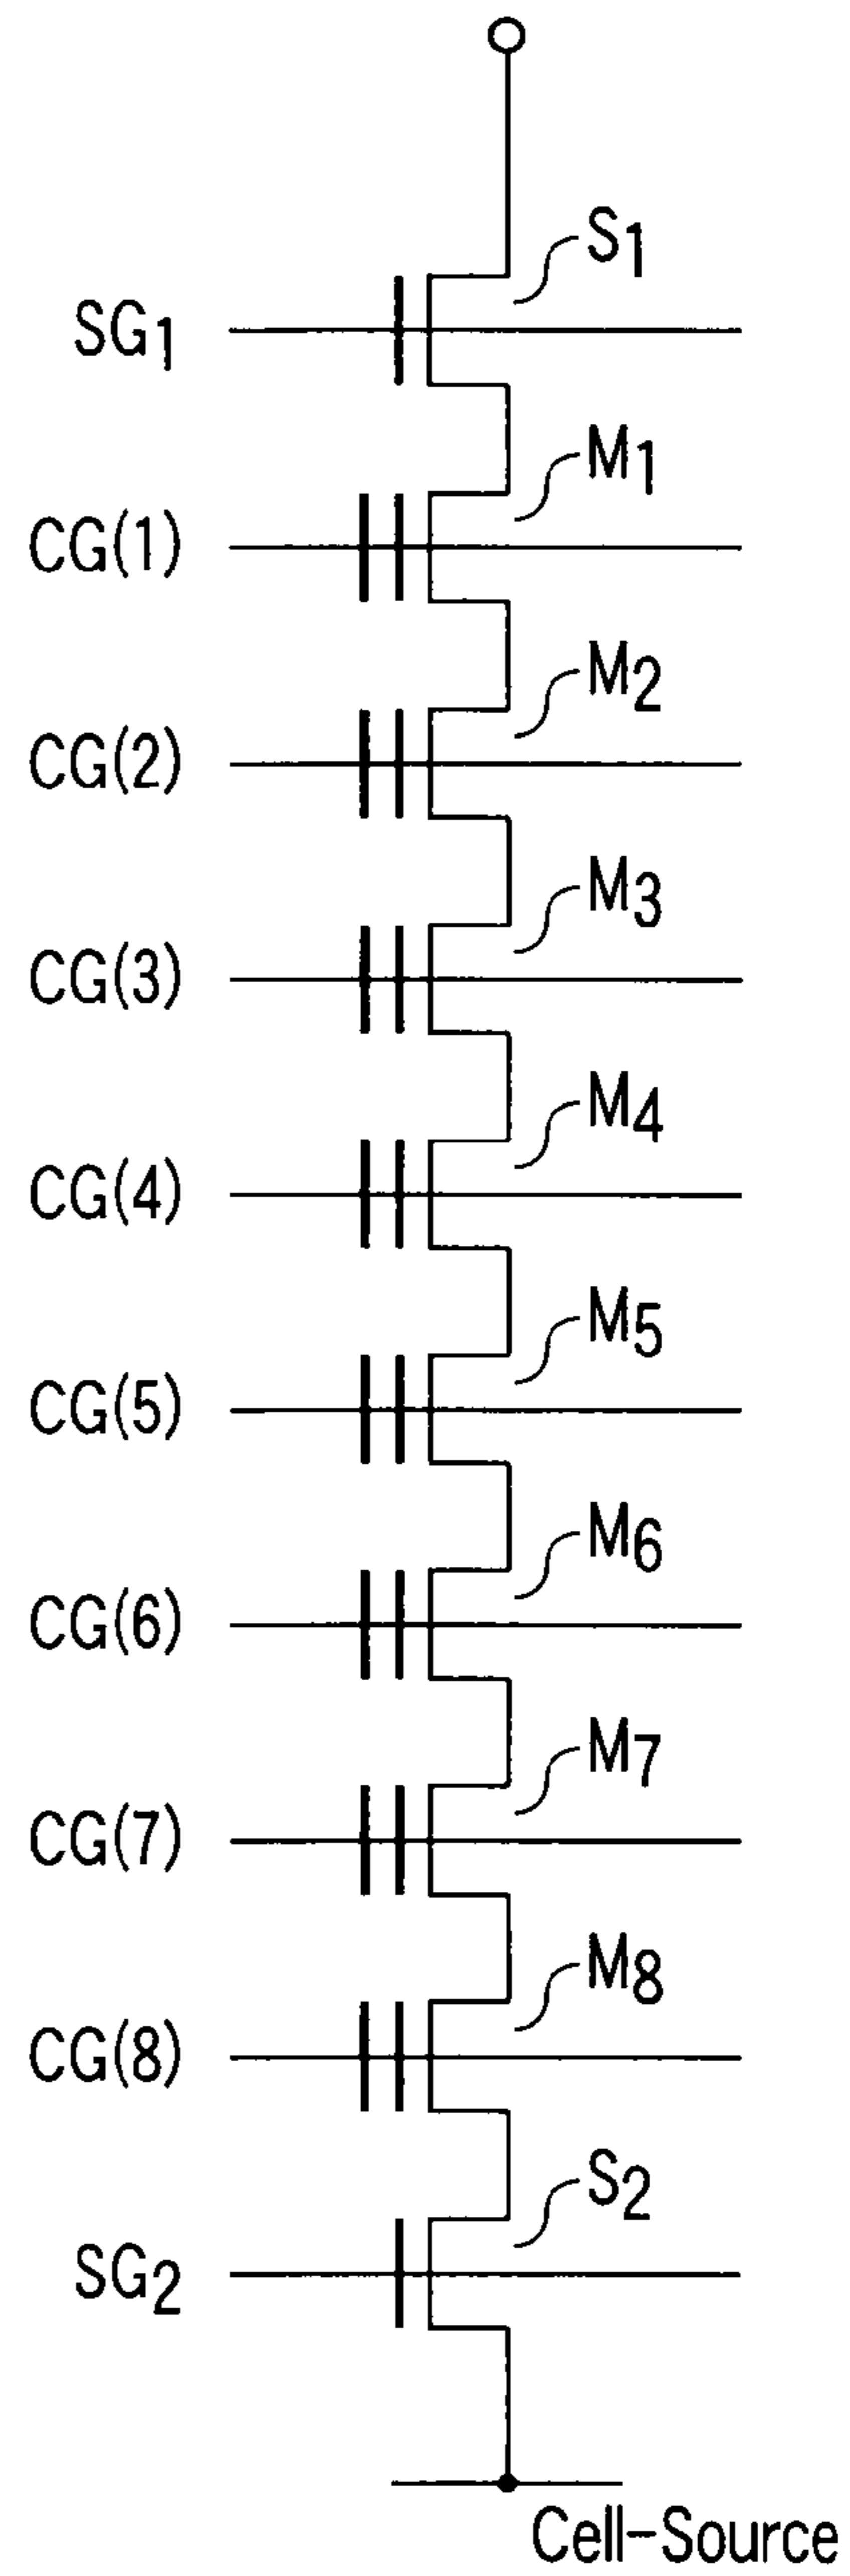 S1
SG1
M1
CG(1)
M2
CG(2)
M3
CG(3)
M4
CG(4)
M5
CG(5)
M6
CG(6)
M7
CG(7)
M8
CG(8)
S2
SG2
Cell-Source